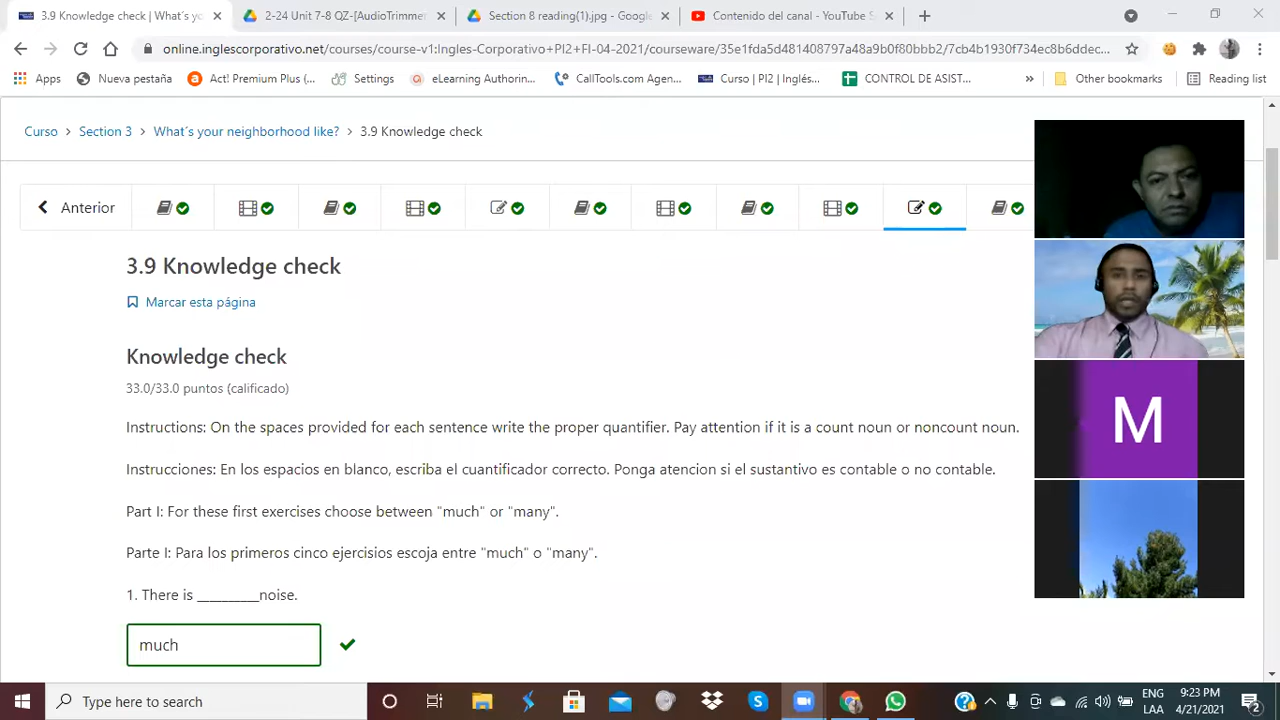 3.9 Knowledge check | What's you
2-24 Unit 7-8 QZ-[AudioTrimme
Section 8 reading(1).jpg - Google
Contenido del canal - YouTube S
online.inglescorporativo.net/courses/course-v1:Ingles-Corporativo+PI2+FI-04-2021/courseware/35e1fda5d481408797a48a9b0f80bbb2/7cb4b1930f734ec8b6ddec...
Apps
Nueva pestaña
Act! Premium Plus (...
Settings
eLearning Authorin...
CallTools.com Agen...
Curso | PI2 | Inglés...
CONTROL DE ASIST...
»
Other bookmarks
Reading list
Curso > Section 3 > What´s your neighborhood like? > 3.9 Knowledge check
Anterior
3.9 Knowledge check
Marcar esta página
Knowledge check
33.0/33.0 puntos (calificado)
Instructions: On the spaces provided for each sentence write the proper quantifier. Pay attention if it is a count noun or noncount noun.
Instrucciones: En los espacios en blanco, escriba el cuantificador correcto. Ponga atencion si el sustantivo es contable o no contable.
Part I: For these first exercises choose between "much" or "many".
Parte I: Para los primeros cinco ejercisios escoja entre "much" o "many".
1. There is __________noise.
much
M
Type here to search
ENG
LAA
9:23 PM
4/21/2021
2